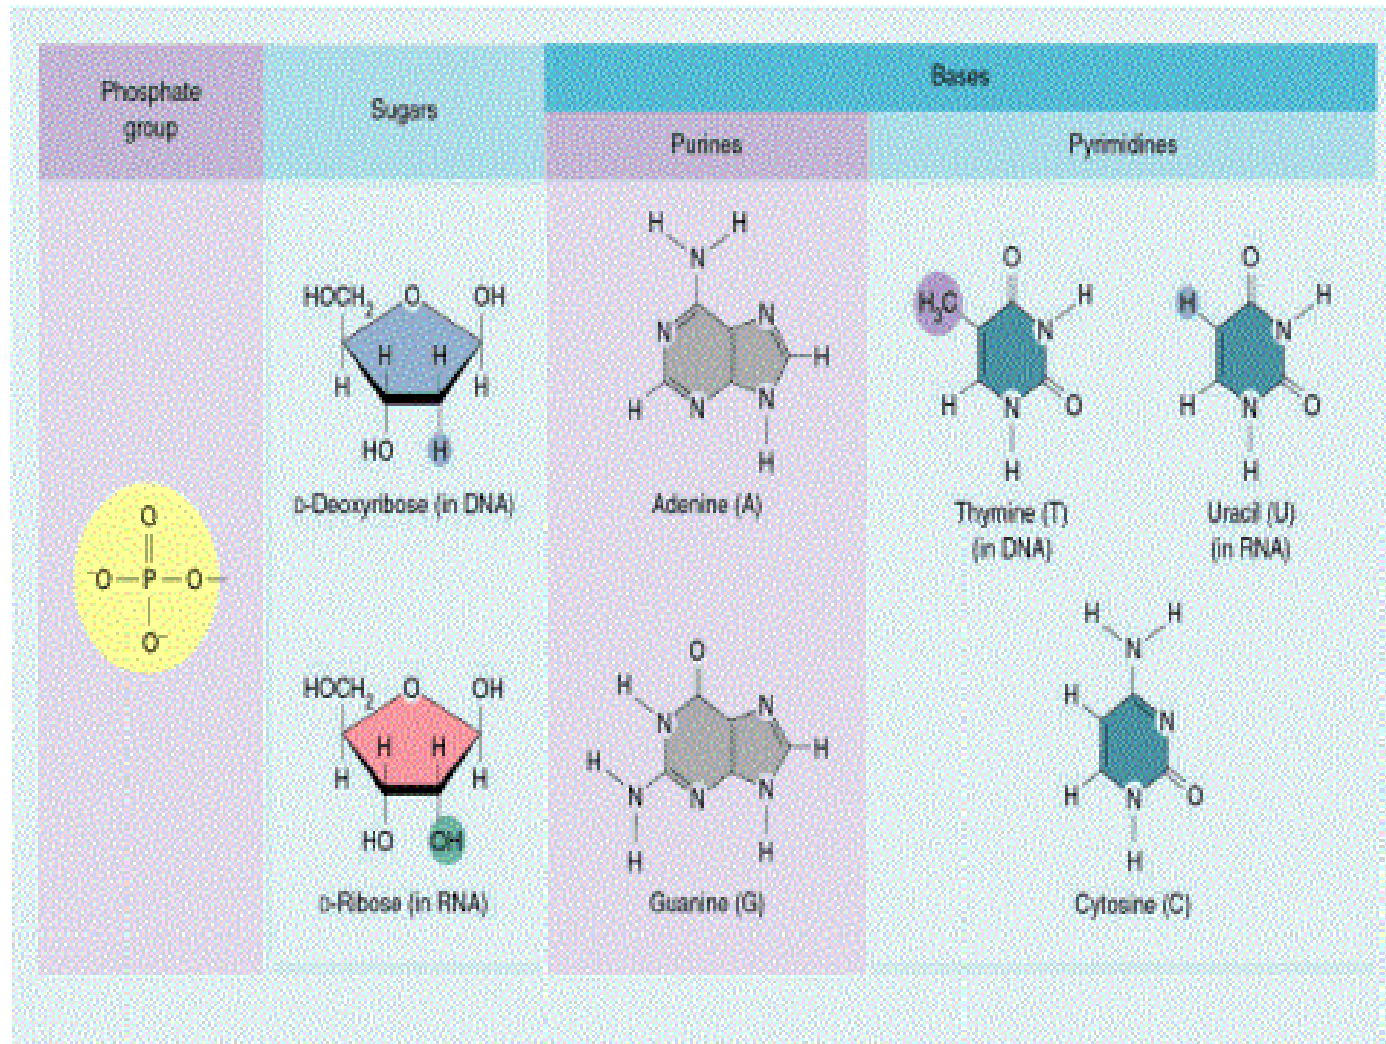 Phosphate
group
Sugars
Bases
Purines
Pyrimidines
O
⁻O—P—O—
O⁻
HOCH₂ O OH
H H
H H
HO H
D-Deoxyribose (in DNA)
HOCH₂ O OH
H H
H H
HO OH
D-Ribose (in RNA)
H H
N
N N
H
H N N
H
Adenine (A)
O
H
N N
H H
N N N
H H
Guanine (G)
O
H₃C H
N
H N O
H
Thymine (T)
(in DNA)
O
H H
N
H N O
H
Uracil (U)
(in RNA)
H H
N
H
N
H N O
H
Cytosine (C)